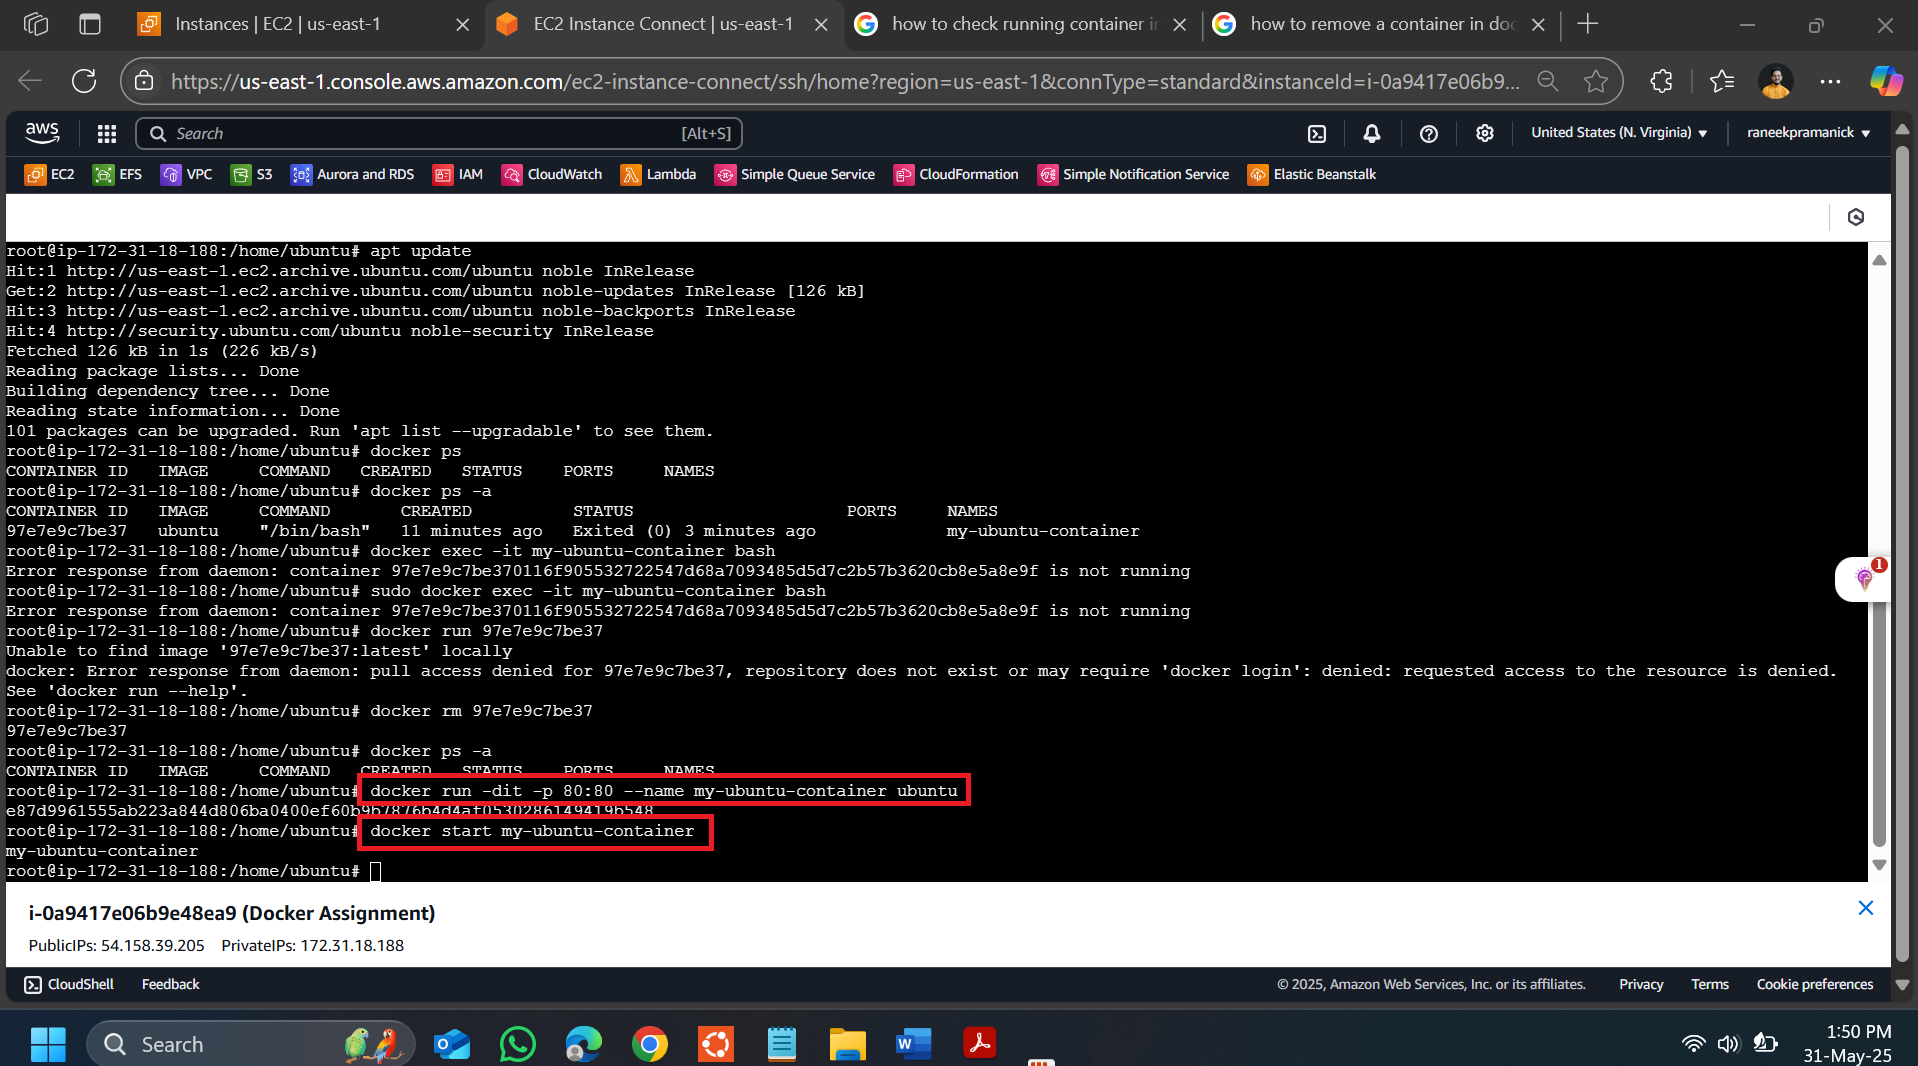 Instances | EC2 | us-east-1
EC2 Instance Connect | us-east-1
how to check running container i
how to remove a container in doc
https://us-east-1.console.aws.amazon.com/ec2-instance-connect/ssh/home?region=us-east-1&connType=standard&instanceId=i-0a9417e06b9...
aws
Search
[Alt+S]
United States (N. Virginia)
raneekpramanick
EC2
EFS
VPC
S3
Aurora and RDS
IAM
CloudWatch
Lambda
Simple Queue Service
CloudFormation
Simple Notification Service
Elastic Beanstalk
root@ip-172-31-18-188:/home/ubuntu# apt update
Hit:1 http://us-east-1.ec2.archive.ubuntu.com/ubuntu noble InRelease
Get:2 http://us-east-1.ec2.archive.ubuntu.com/ubuntu noble-updates InRelease [126 kB]
Hit:3 http://us-east-1.ec2.archive.ubuntu.com/ubuntu noble-backports InRelease
Hit:4 http://security.ubuntu.com/ubuntu noble-security InRelease
Fetched 126 kB in 1s (226 kB/s)
Reading package lists... Done
Building dependency tree... Done
Reading state information... Done
101 packages can be upgraded. Run 'apt list --upgradable' to see them.
root@ip-172-31-18-188:/home/ubuntu# docker ps
CONTAINER ID   IMAGE     COMMAND   CREATED   STATUS    PORTS     NAMES
root@ip-172-31-18-188:/home/ubuntu# docker ps -a
CONTAINER ID   IMAGE     COMMAND       CREATED          STATUS                     PORTS     NAMES
97e7e9c7be37   ubuntu    "/bin/bash"   11 minutes ago   Exited (0) 3 minutes ago             my-ubuntu-container
root@ip-172-31-18-188:/home/ubuntu# docker exec -it my-ubuntu-container bash
Error response from daemon: container 97e7e9c7be370116f905532722547d68a7093485d5d7c2b57b3620cb8e5a8e9f is not running
root@ip-172-31-18-188:/home/ubuntu# sudo docker exec -it my-ubuntu-container bash
Error response from daemon: container 97e7e9c7be370116f905532722547d68a7093485d5d7c2b57b3620cb8e5a8e9f is not running
root@ip-172-31-18-188:/home/ubuntu# docker run 97e7e9c7be37
Unable to find image '97e7e9c7be37:latest' locally
docker: Error response from daemon: pull access denied for 97e7e9c7be37, repository does not exist or may require 'docker login': denied: requested access to the resource is denied.
See 'docker run --help'.
root@ip-172-31-18-188:/home/ubuntu# docker rm 97e7e9c7be37
97e7e9c7be37
root@ip-172-31-18-188:/home/ubuntu# docker ps -a
CONTAINER ID   IMAGE     COMMAND   CREATED   STATUS    PORTS     NAMES
root@ip-172-31-18-188:/home/ubuntu# docker run -dit -p 80:80 --name my-ubuntu-container ubuntu
e87d9961555ab223a844d806ba0400ef60b9b7876b4d4af0530286149419b548
root@ip-172-31-18-188:/home/ubuntu# docker start my-ubuntu-container
my-ubuntu-container
root@ip-172-31-18-188:/home/ubuntu#
1
i-0a9417e06b9e48ea9 (Docker Assignment)
PublicIPs: 54.158.39.205   PrivateIPs: 172.31.18.188
CloudShell
Feedback
© 2025, Amazon Web Services, Inc. or its affiliates.
Privacy
Terms
Cookie preferences
Search
1:50 PM
31-May-25